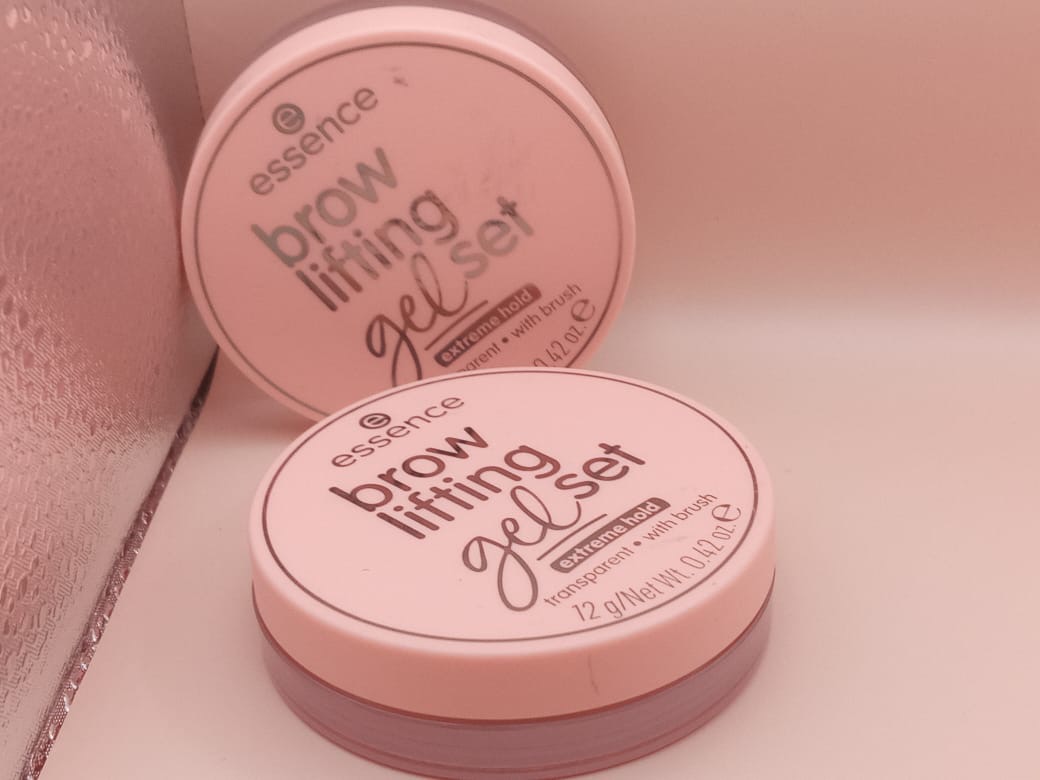 e
essence
brow
lifting
gel set
extreme hold
with brush
0.42 oz. e
e
essence
brow
lifting
gel set
extreme hold
transparent • with brush
12 g/Net Wt. 0.42 oz. e